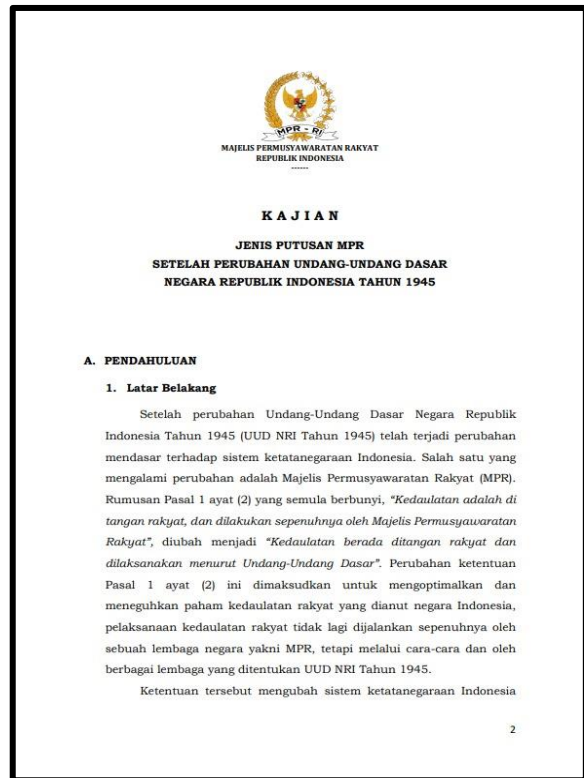 MPR - RI
MAJELIS PERMUSYAWARATAN RAKYAT
REPUBLIK INDONESIA
------
K A J I A N
JENIS PUTUSAN MPR
SETELAH PERUBAHAN UNDANG-UNDANG DASAR
NEGARA REPUBLIK INDONESIA TAHUN 1945
A. PENDAHULUAN
1. Latar Belakang
Setelah perubahan Undang-Undang Dasar Negara Republik
Indonesia Tahun 1945 (UUD NRI Tahun 1945) telah terjadi perubahan
mendasar terhadap sistem ketatanegaraan Indonesia. Salah satu yang
mengalami perubahan adalah Majelis Permusyawaratan Rakyat (MPR).
Rumusan Pasal 1 ayat (2) yang semula berbunyi, “Kedaulatan adalah di
tangan rakyat, dan dilakukan sepenuhnya oleh Majelis Permusyawaratan
Rakyat”, diubah menjadi “Kedaulatan berada ditangan rakyat dan
dilaksanakan menurut Undang-Undang Dasar”. Perubahan ketentuan
Pasal 1 ayat (2) ini dimaksudkan untuk mengoptimalkan dan
meneguhkan paham kedaulatan rakyat yang dianut negara Indonesia,
pelaksanaan kedaulatan rakyat tidak lagi dijalankan sepenuhnya oleh
sebuah lembaga negara yakni MPR, tetapi melalui cara-cara dan oleh
berbagai lembaga yang ditentukan UUD NRI Tahun 1945.
Ketentuan tersebut mengubah sistem ketatanegaraan Indonesia
2